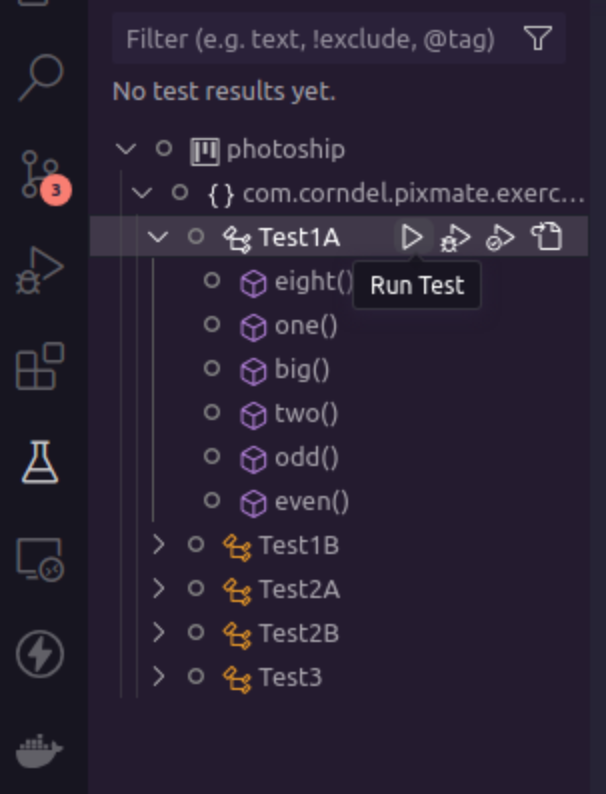 Filter (e.g. text, !exclude, @tag)
No test results yet.
photoship
{} com.corndel.pixmate.exerc...
3
Test1A
eight()
Run Test
one()
big()
two()
odd()
even()
Test1B
Test2A
Test2B
Test3